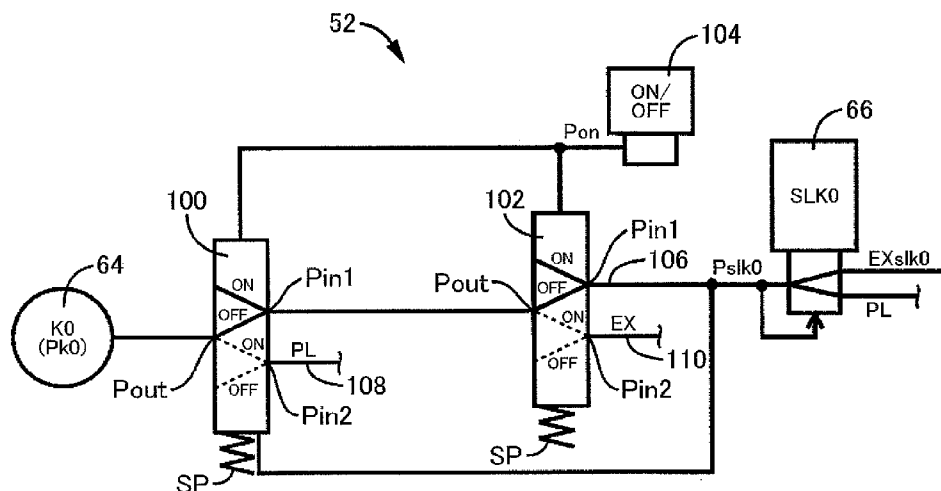 52
104
ON/
OFF
Pon
66
SLK0
100
102
Pin1
EXslk0
64
ON
Pin1
ON
106
Pslk0
Pout
OFF
PL
K0
(Pk0)
OFF
ON
EX
ON
PL
110
Pout
OFF
OFF
108
Pin2
Pin2
SP
SP